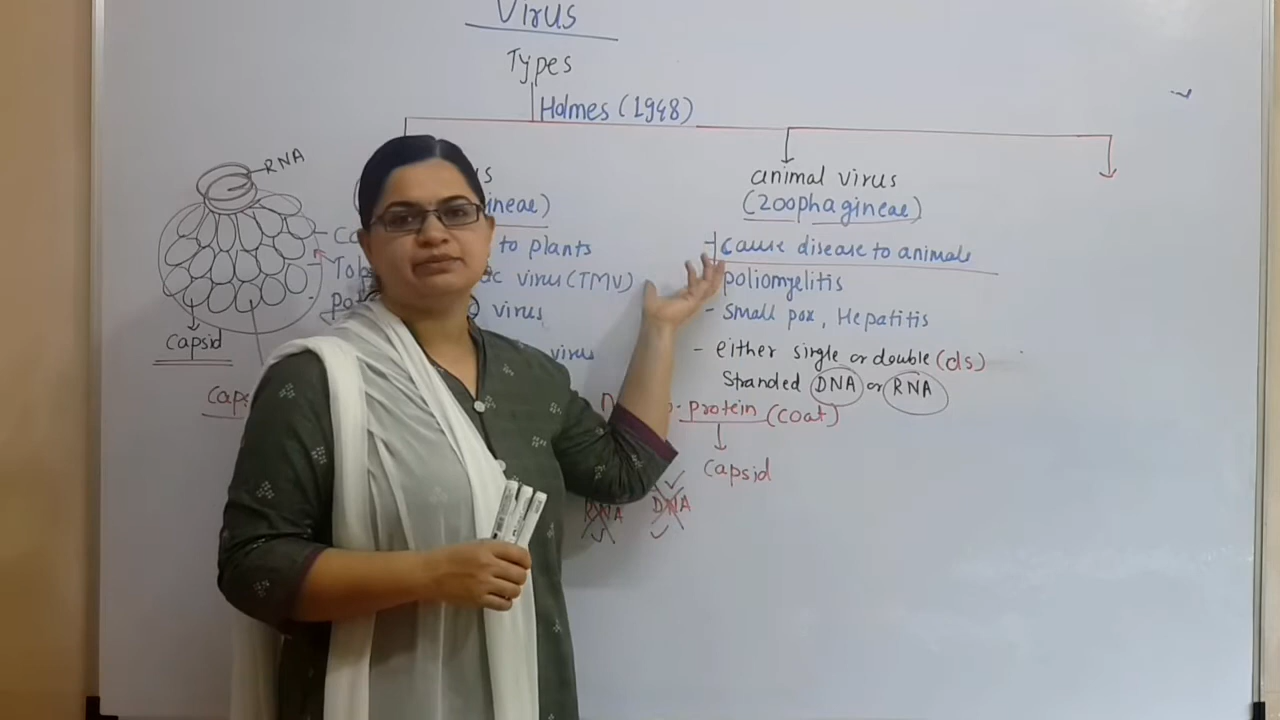 Virus
Types
Holmes (1948)
RNA
animal virus
(Zoophagineae)
to plants
virus (TMV)
virus
virus
capsid
- cause disease to animals
poliomyelitis
- Small pox, Hepatitis
- either single or double (ds)
Stranded DNA or RNA
protein (coat)
capsid
RNA DNA